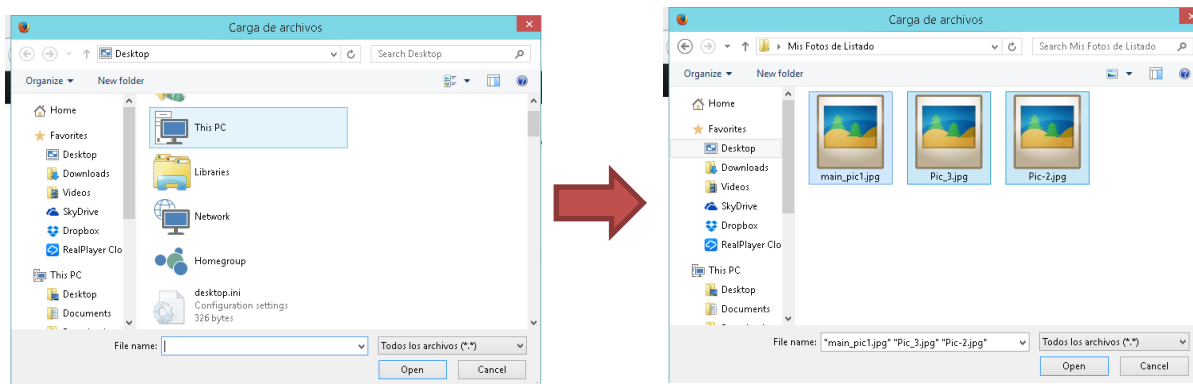 Carga de archivos
Desktop
Search Desktop
Organize
New folder
Home
Favorites
Desktop
Downloads
Videos
SkyDrive
Dropbox
RealPlayer Clo
This PC
Desktop
Documents
This PC
Libraries
Network
Homegroup
desktop.ini
Configuration settings
326 bytes
File name:
Todos los archivos (*.*)
Open
Cancel
Carga de archivos
Mis Fotos de Listado
Search Mis Fotos de Listado
Organize
New folder
Home
Favorites
Desktop
Downloads
Videos
SkyDrive
Dropbox
RealPlayer Clo
This PC
Desktop
Documents
main_pic1.jpg
Pic_3.jpg
Pic-2.jpg
File name:
"main_pic1.jpg" "Pic_3.jpg" "Pic-2.jpg"
Todos los archivos (*.*)
Open
Cancel